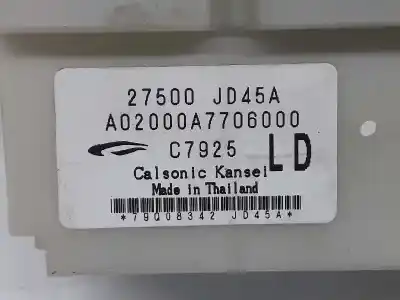 27500 JD45A
A02000A7706000
C7925 LD
Calsonic Kansei
Made in Thailand
*79Q08342 JD45A*